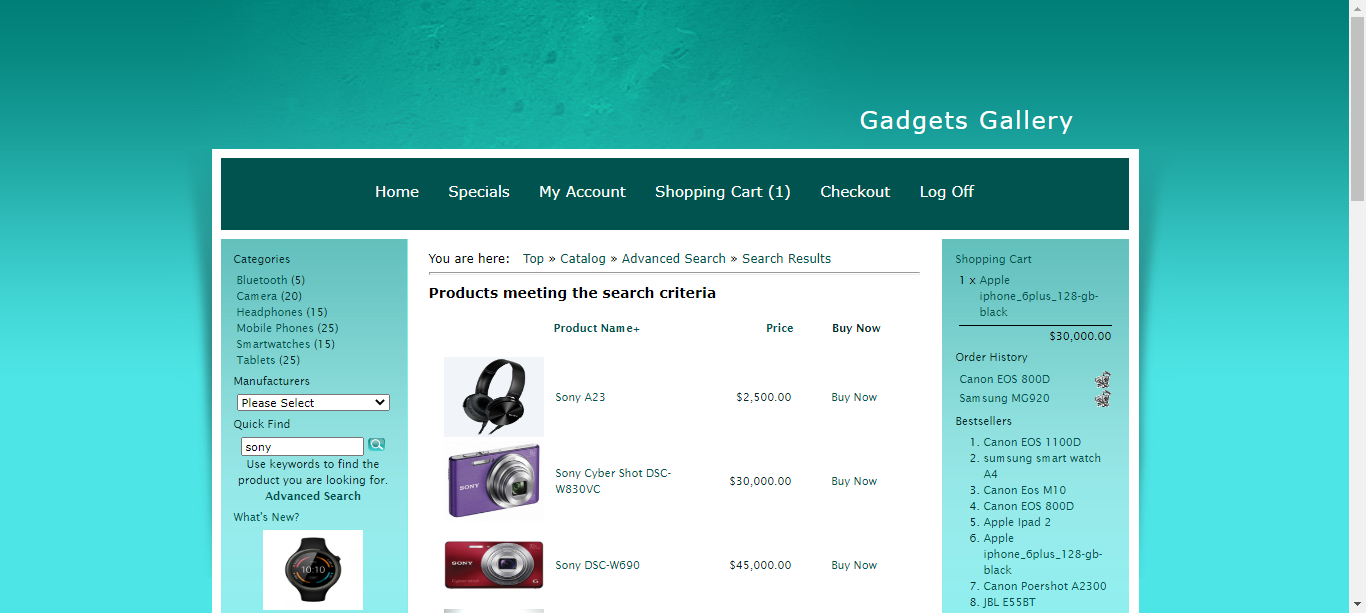 Gadgets Gallery
Home Specials My Account Shopping Cart (1) Checkout Log Off
Categories
Bluetooth (5)
Camera (20)
Headphones (15)
Mobile Phones (25)
Smartwatches (15)
Tablets (25)
Manufacturers
Please Select
Quick Find
sony
Use keywords to find the
product you are looking for.
Advanced Search
What's New?
10:10
You are here: Top » Catalog » Advanced Search » Search Results
Products meeting the search criteria
Product Name+ Price Buy Now
Sony A23 $2,500.00 Buy Now
SONY
Sony Cyber Shot DSC-
W830VC
$30,000.00 Buy Now
SONY
Sony DSC-W690 $45,000.00 Buy Now
Shopping Cart
1 x Apple
iphone_6plus_128-gb-
black
$30,000.00
Order History
Canon EOS 800D
Samsung MG920
Bestsellers
1. Canon EOS 1100D
2. sumsung smart watch
A4
3. Canon Eos M10
4. Canon EOS 800D
5. Apple Ipad 2
6. Apple
iphone_6plus_128-gb-
black
7. Canon Poershot A2300
8. JBL E55BT